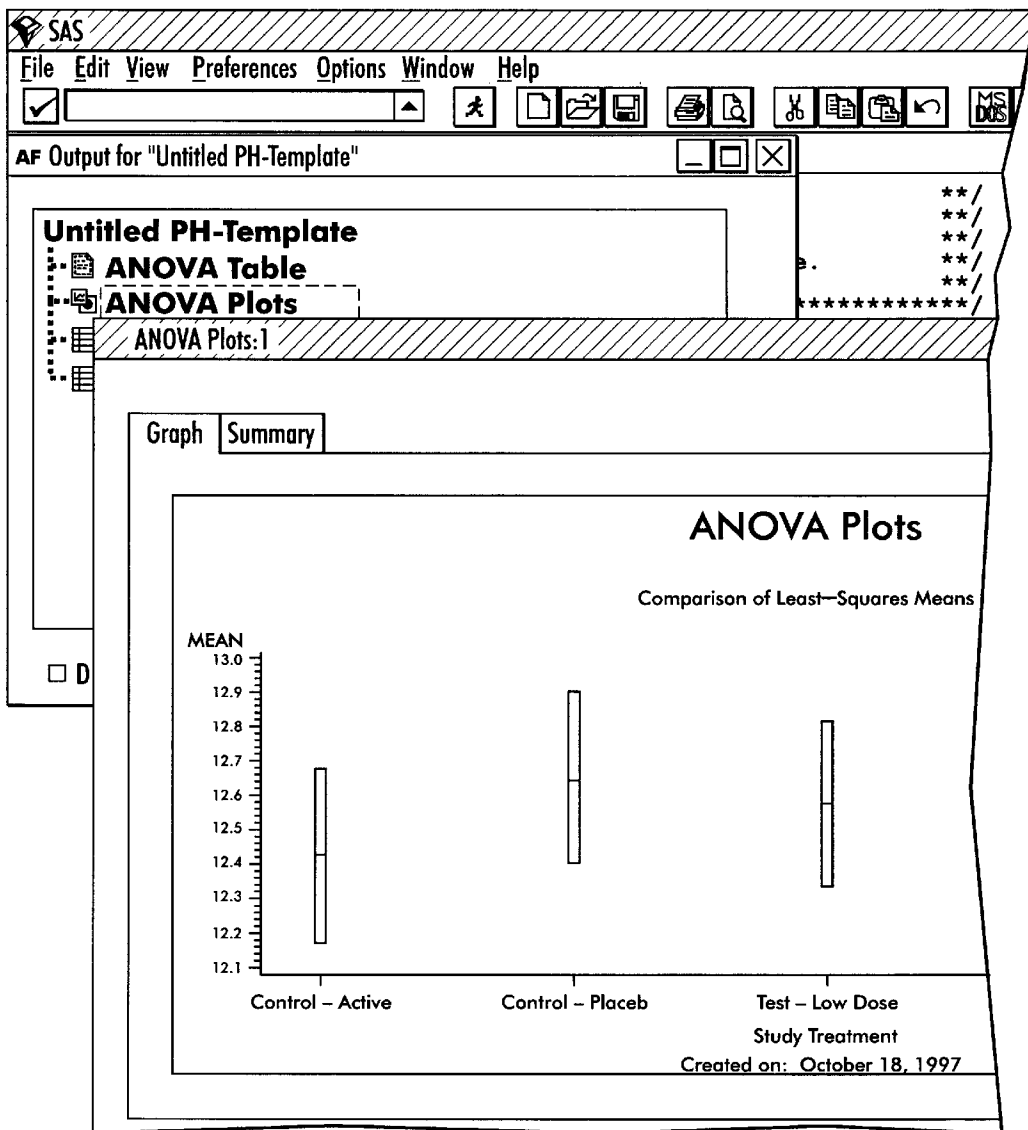 SAS
File Edit View Preferences Options Window Help
MS DOS
AF Output for "Untitled PH-Template"
**/
**/
**/
e. **/
**/
************/
Untitled PH-Template
ANOVA Table
ANOVA Plots
ANOVA Plots:1
Graph Summary
ANOVA Plots
Comparison of Least-Squares Means
MEAN
13.0
12.9
12.8
12.7
12.6
12.5
12.4
12.3
12.2
12.1
D
Control – Active Control – Placeb Test – Low Dose
Study Treatment
Created on: October 18, 1997